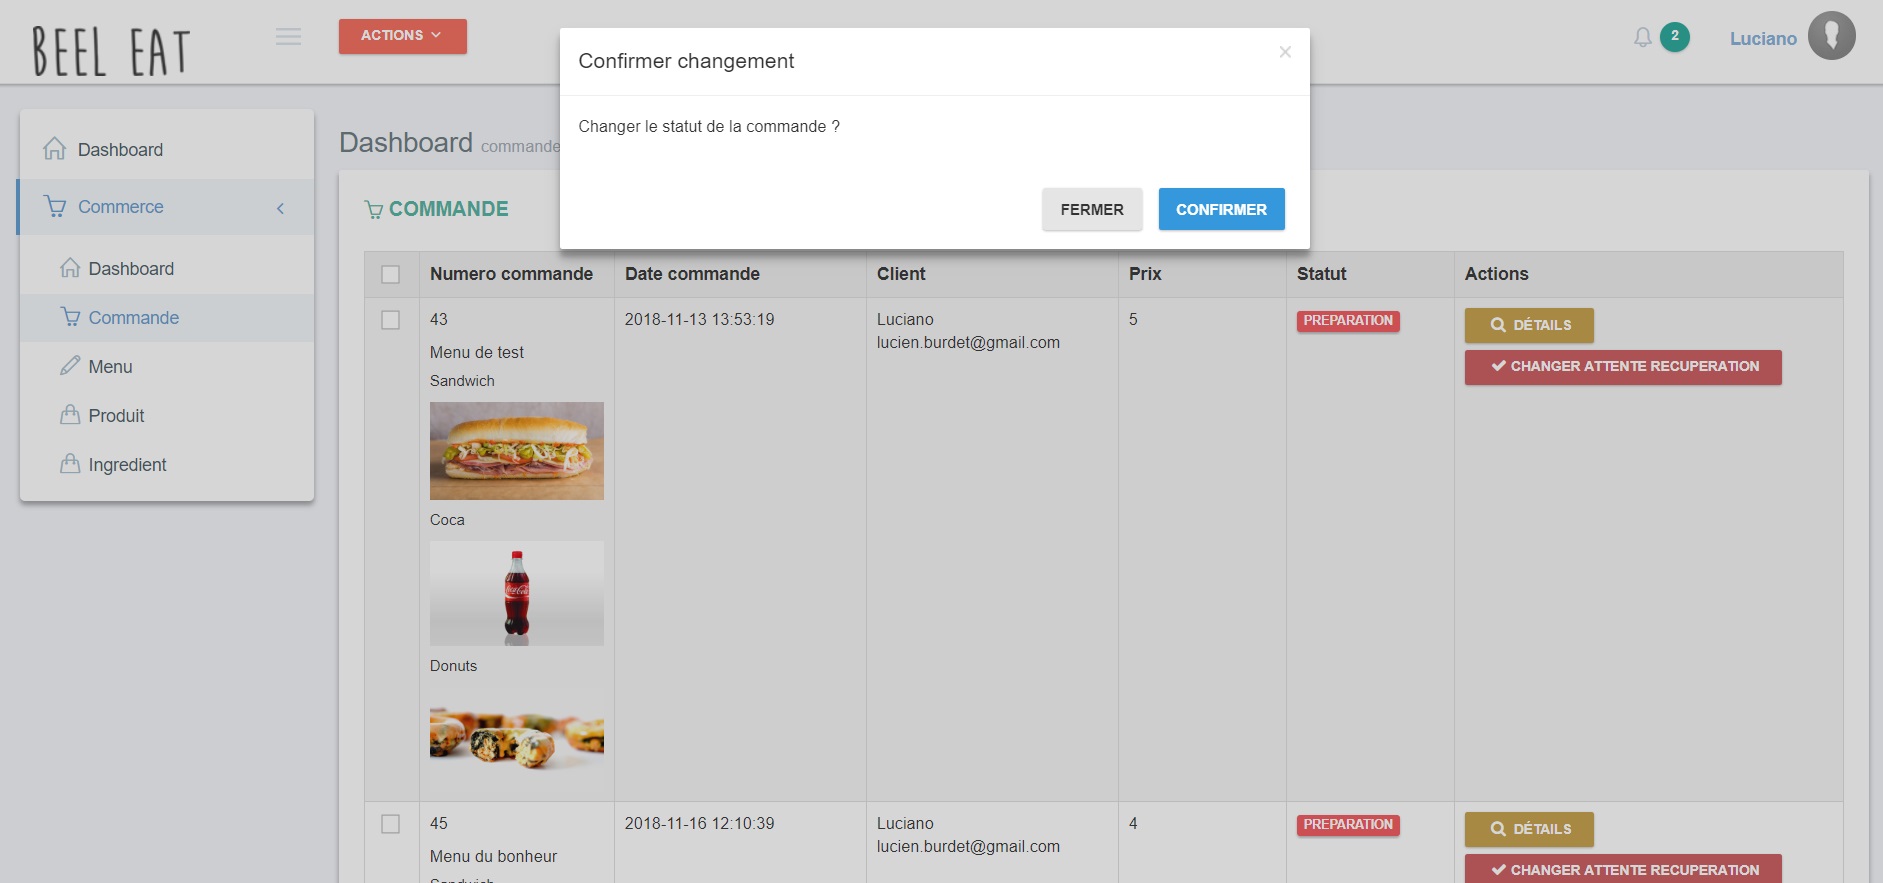 BEEL EAT
ACTIONS
2
Luciano
Confirmer changement
×
Changer le statut de la commande ?
FERMER
CONFIRMER
Dashboard
Commerce
Dashboard
Commande
Menu
Produit
Ingredient
Dashboard commande
COMMANDE
Numero commande Date commande Client Prix Statut Actions
43 2018-11-13 13:53:19 Luciano 5 PREPARATION DÉTAILS
lucien.burdet@gmail.com
Menu de test
CHANGER ATTENTE RECUPERATION
Sandwich
Coca
Coca-Cola
Donuts
45 2018-11-16 12:10:39 Luciano 4 PREPARATION DÉTAILS
lucien.burdet@gmail.com
Menu du bonheur
CHANGER ATTENTE RECUPERATION
Sandwich